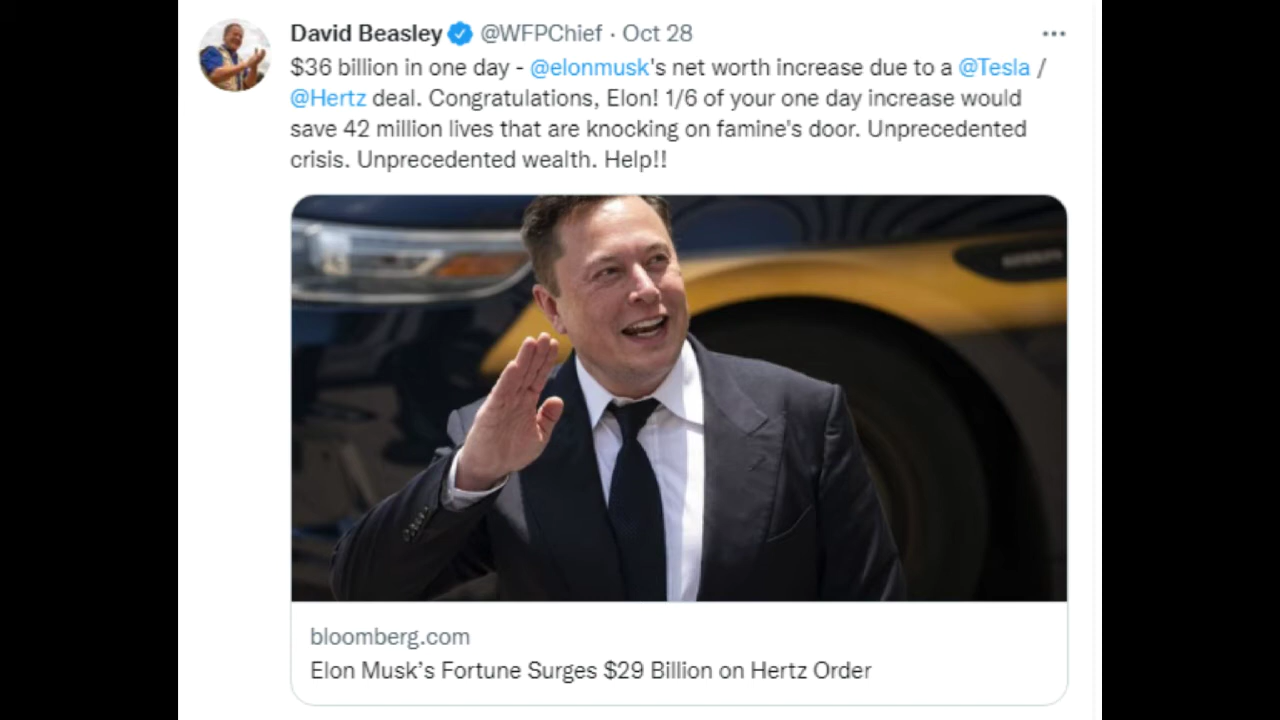 David Beasley @WFPChief · Oct 28
$36 billion in one day - @elonmusk's net worth increase due to a @Tesla /
@Hertz deal. Congratulations, Elon! 1/6 of your one day increase would
save 42 million lives that are knocking on famine's door. Unprecedented
crisis. Unprecedented wealth. Help!!
bloomberg.com
Elon Musk’s Fortune Surges $29 Billion on Hertz Order